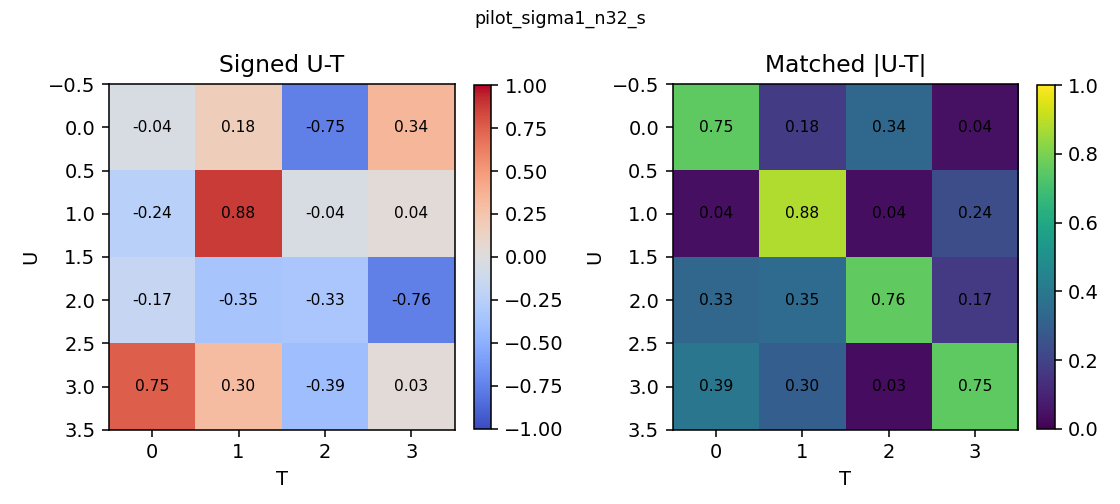 pilot_sigma1_n32_s
Signed U-T
−0.5
0.0
0.5
1.0
1.5
2.0
2.5
3.0
3.5
U
-0.04 0.18 -0.75 0.34
-0.24 0.88 -0.04 0.04
-0.17 -0.35 -0.33 -0.76
0.75 0.30 -0.39 0.03
0 1 2 3
T
1.00
0.75
0.50
0.25
0.00
−0.25
−0.50
−0.75
−1.00
Matched |U-T|
−0.5
0.0
0.5
1.0
1.5
2.0
2.5
3.0
3.5
U
0.75 0.18 0.34 0.04
0.04 0.88 0.04 0.24
0.33 0.35 0.76 0.17
0.39 0.30 0.03 0.75
0 1 2 3
T
1.0
0.8
0.6
0.4
0.2
0.0